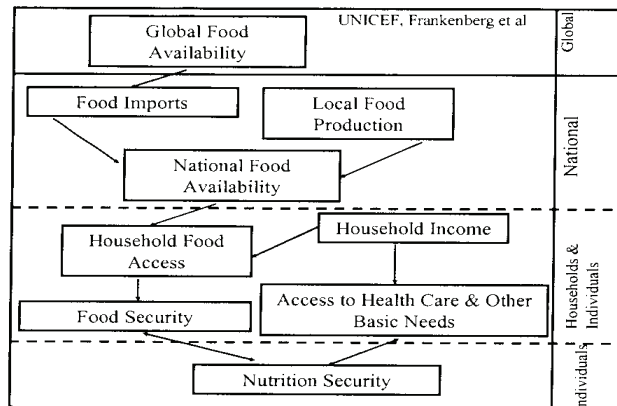 UNICEF, Frankenberg et al
Global
Global Food
Availability
Food Imports
Local Food
Production
National
National Food
Availability
Household Food
Access
Household Income
Households &
Individuals
Food Security
Access to Health Care & Other
Basic Needs
Nutrition Security
Individuals